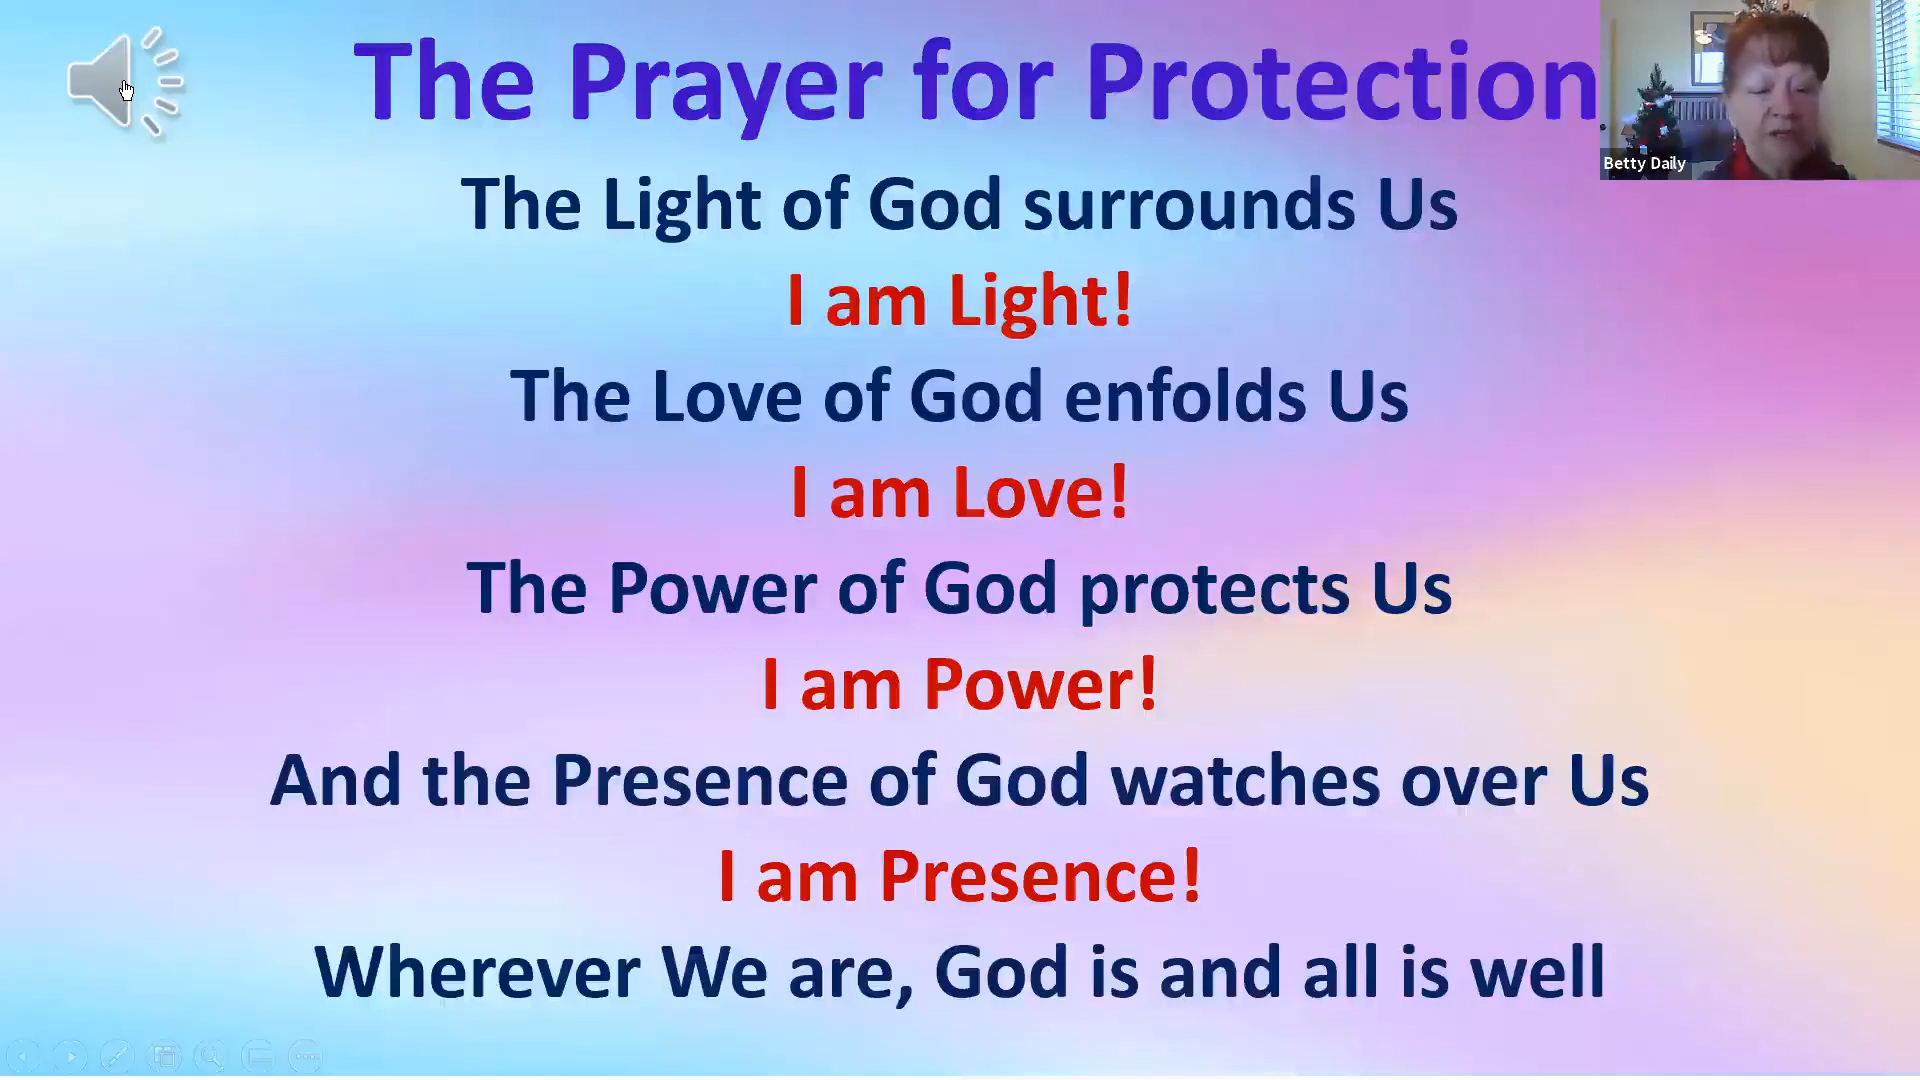 The Prayer for Protection
Betty Daily
The Light of God surrounds Us
I am Light!
The Love of God enfolds Us
I am Love!
The Power of God protects Us
I am Power!
And the Presence of God watches over Us
I am Presence!
Wherever We are, God is and all is well